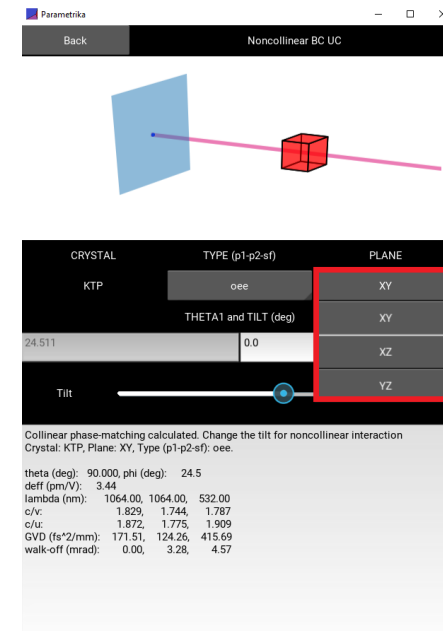 Parametrika
Back Noncollinear BC UC
CRYSTAL TYPE (p1-p2-sf) PLANE
KTP oee XY
THETA1 and TILT (deg) XY
24.511 0.0 XZ
Tilt YZ
Collinear phase-matching calculated. Change the tilt for noncollinear interaction
Crystal: KTP, Plane: XY, Type (p1-p2-sf): oee.
theta (deg): 90.000, phi (deg): 24.5
deff (pm/V): 3.44
lambda (nm): 1064.00, 1064.00, 532.00
c/v: 1.829, 1.744, 1.787
c/u: 1.872, 1.775, 1.909
GVD (fs^2/mm): 171.51, 124.26, 415.69
walk-off (mrad): 0.00, 3.28, 4.57